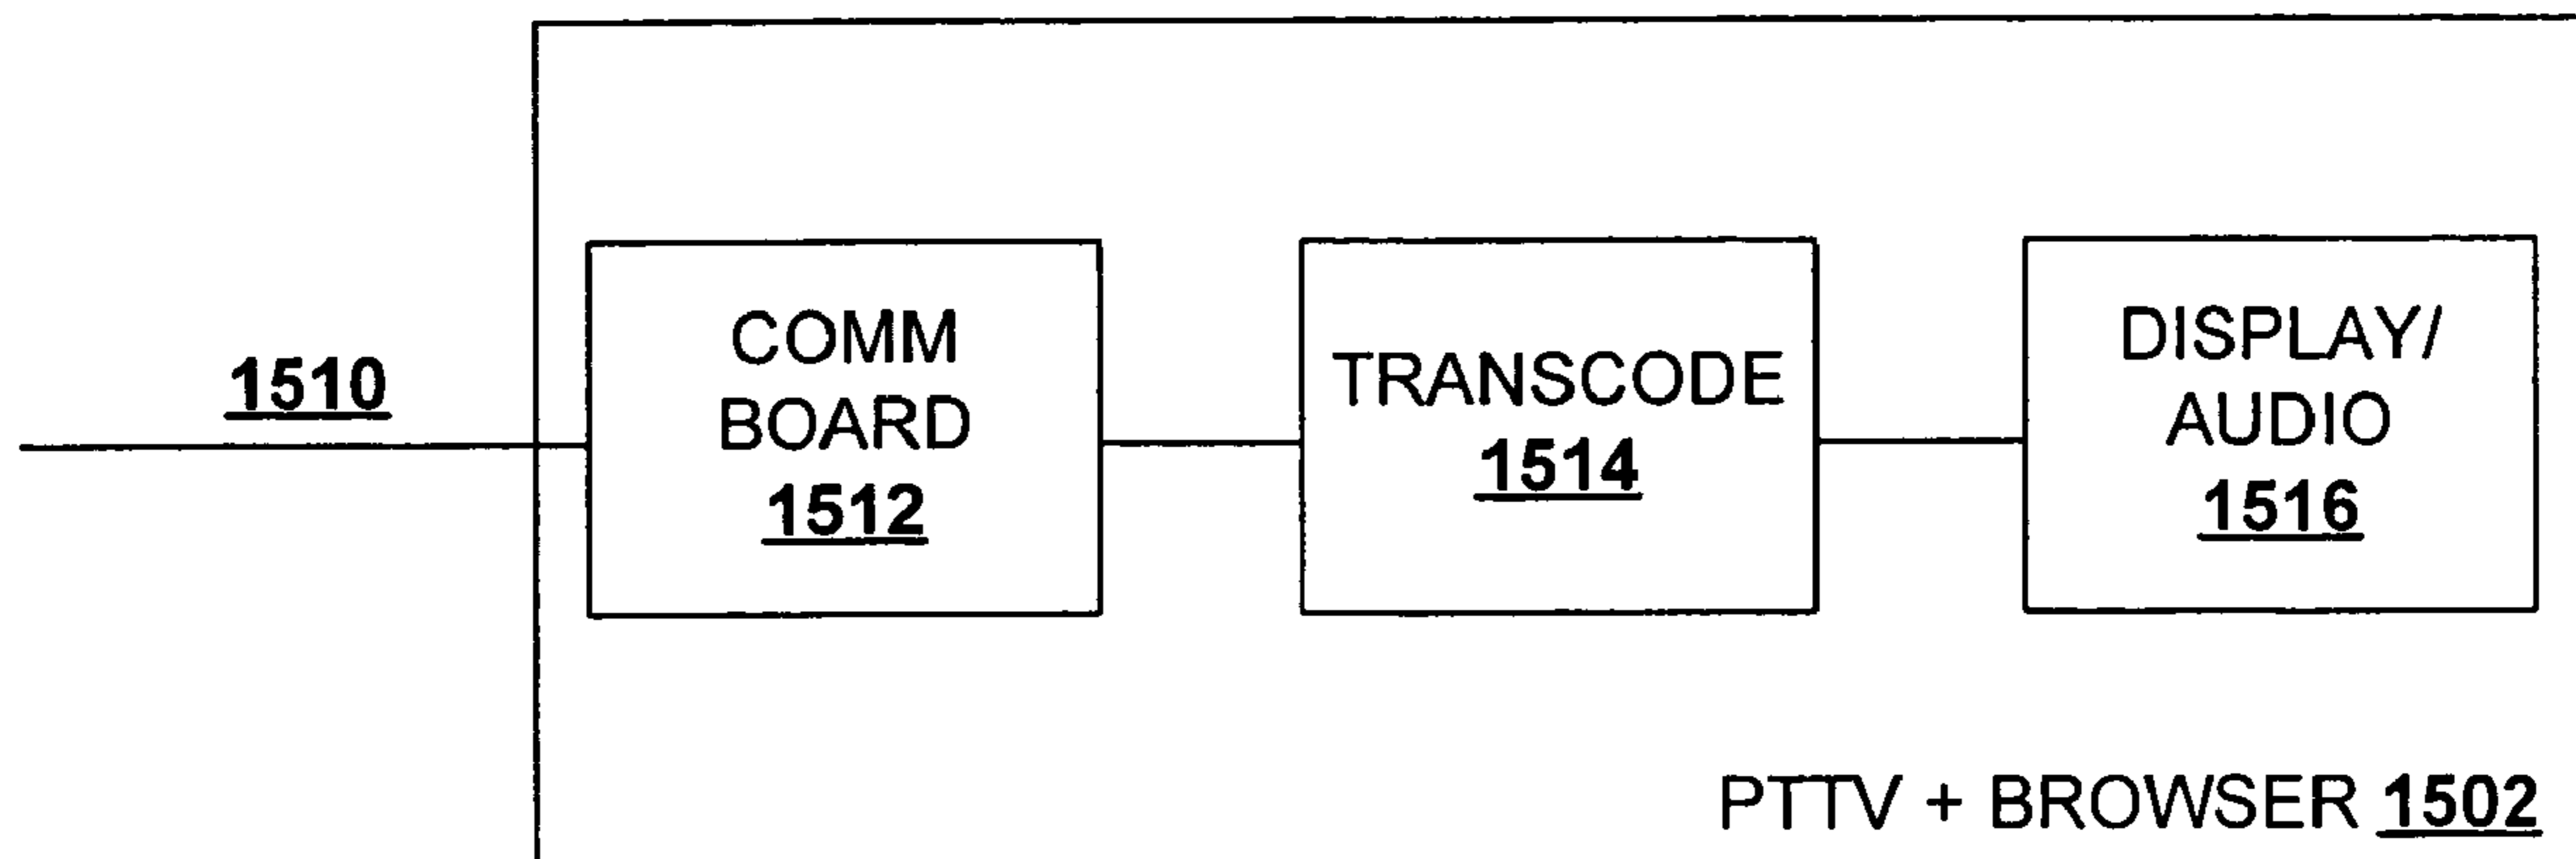 1510
COMM
BOARD
1512
TRANSCODE
1514
DISPLAY/
AUDIO
1516
PTTV + BROWSER 1502